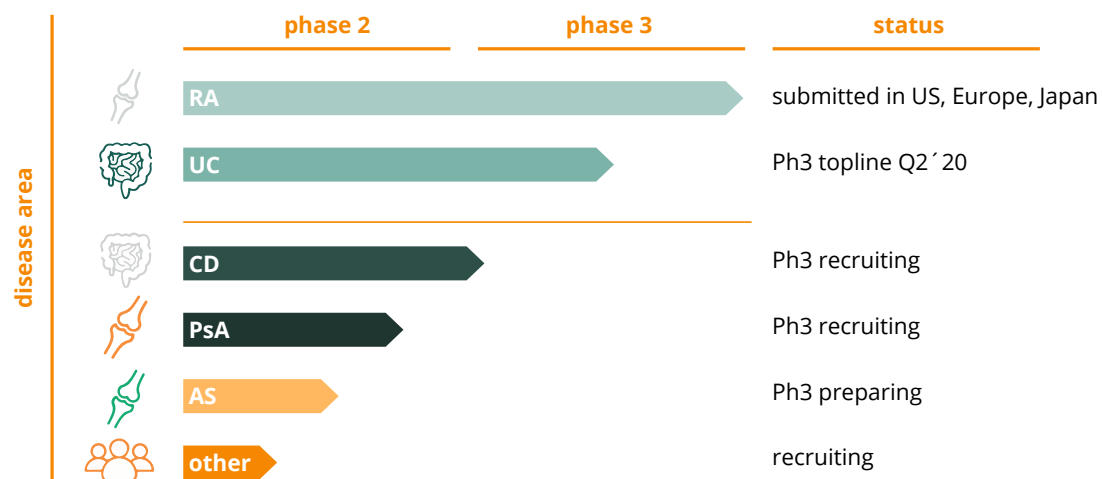 phase 2 phase 3 status
disease area
RA submitted in US, Europe, Japan
UC Ph3 topline Q2´20
CD Ph3 recruiting
PsA Ph3 recruiting
AS Ph3 preparing
other recruiting